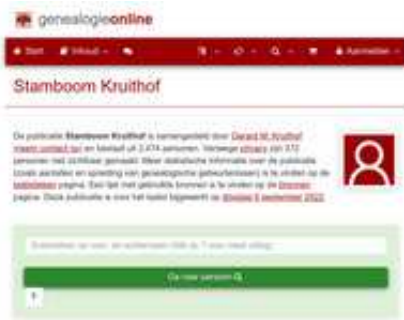 genealogieonline
Start Inhoud Aanmelden
Stamboom Kruithof
De publicatie Stamboom Kruithof is samengesteld door Gerard M. Kruithof
(neem contact op) en bestaat uit 2.474 personen. Vanwege privacy zijn 372
personen niet zichtbaar gemaakt. Meer statistische informatie over de publicatie
(zoals aantallen en spreiding van genealogische gebeurtenissen) is te vinden op de
statistieken pagina. Een lijst met gebruikte bronnen is te vinden op de bronnen
pagina. Deze publicatie is voor het laatst bijgewerkt op dinsdag 6 september 2022.
Ga naar persoon